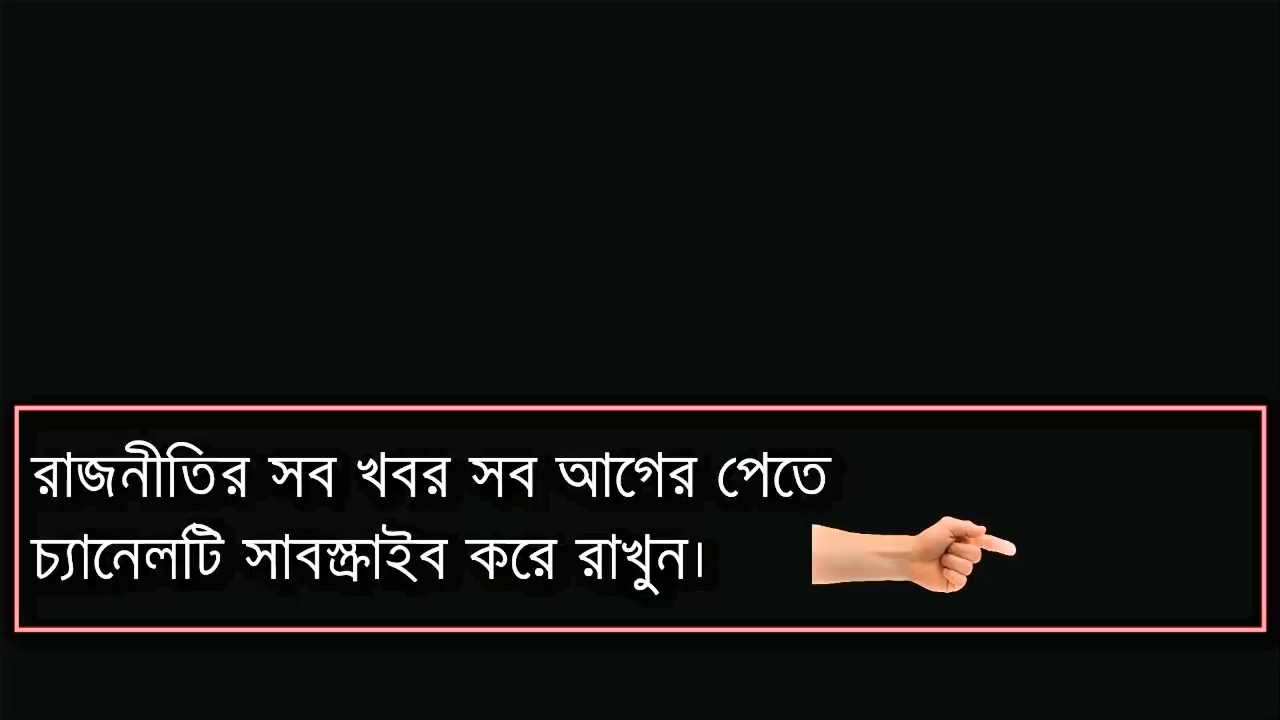 রাজনীতির সব খবর সব আগের পেতে
চ্যানেলটি সাবস্ক্রাইব করে রাখুন।